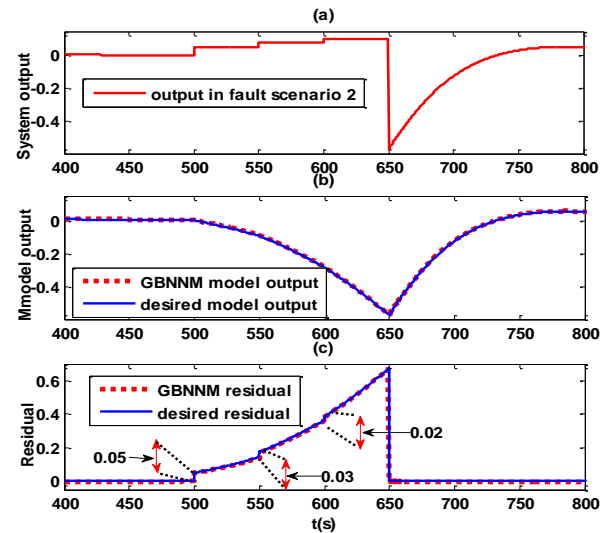 (a)
System output
0
-0.2
-0.4
output in fault scenario 2
400 450 500 550 600 650 700 750 800
(b)
Mmodel output
0
-0.2
-0.4
GBNNM model output
desired model output
400 450 500 550 600 650 700 750 800
(c)
Residual
0.6
0.4
0.2
0
GBNNM residual
desired residual
0.05
0.03
0.02
400 450 500 550 600 650 700 750 800
t(s)